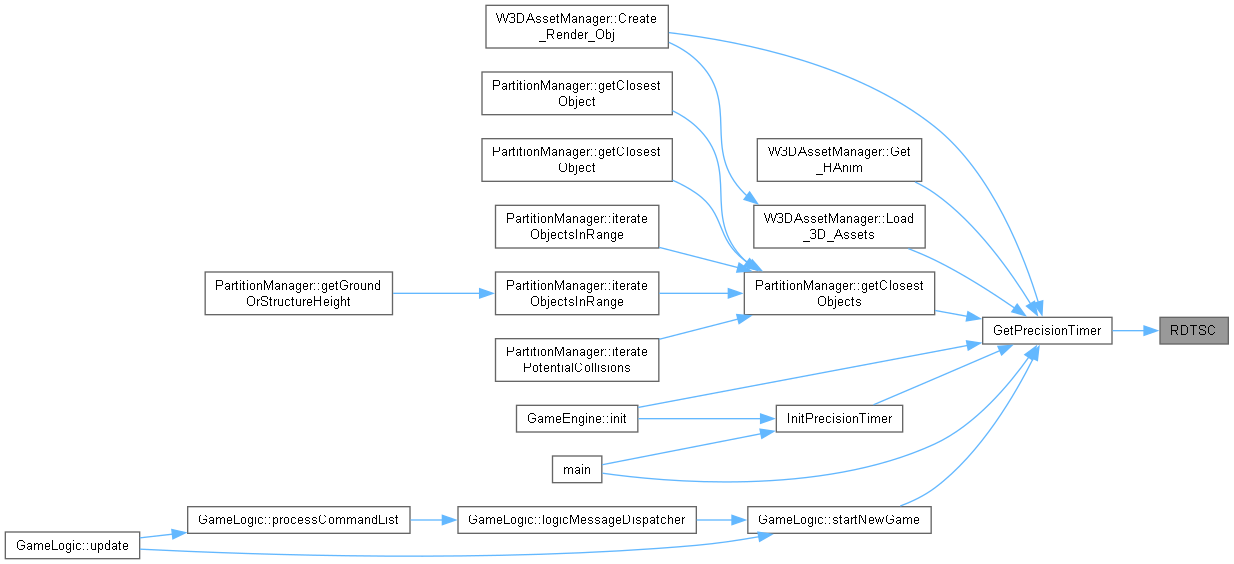 W3DAssetManager::Create
_Render_Obj
PartitionManager::getClosest
Object
PartitionManager::getClosest
Object
W3DAssetManager::Get
_HAnim
PartitionManager::iterate
ObjectsInRange
W3DAssetManager::Load
_3D_Assets
PartitionManager::getGround
OrStructureHeight
PartitionManager::iterate
ObjectsInRange
PartitionManager::getClosest
Objects
GetPrecisionTimer
RDTSC
PartitionManager::iterate
PotentialCollisions
GameEngine::init
InitPrecisionTimer
main
GameLogic::processCommandList
GameLogic::logicMessageDispatcher
GameLogic::startNewGame
GameLogic::update